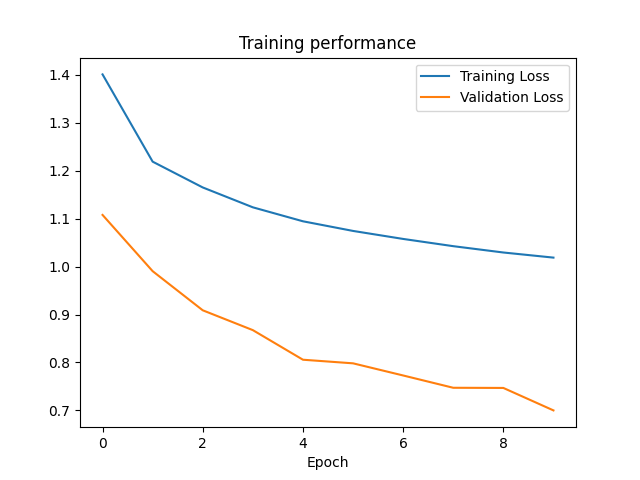 Training performance
Training Loss
Validation Loss
1.4
1.3
1.2
1.1
1.0
0.9
0.8
0.7
0 2 4 6 8
Epoch